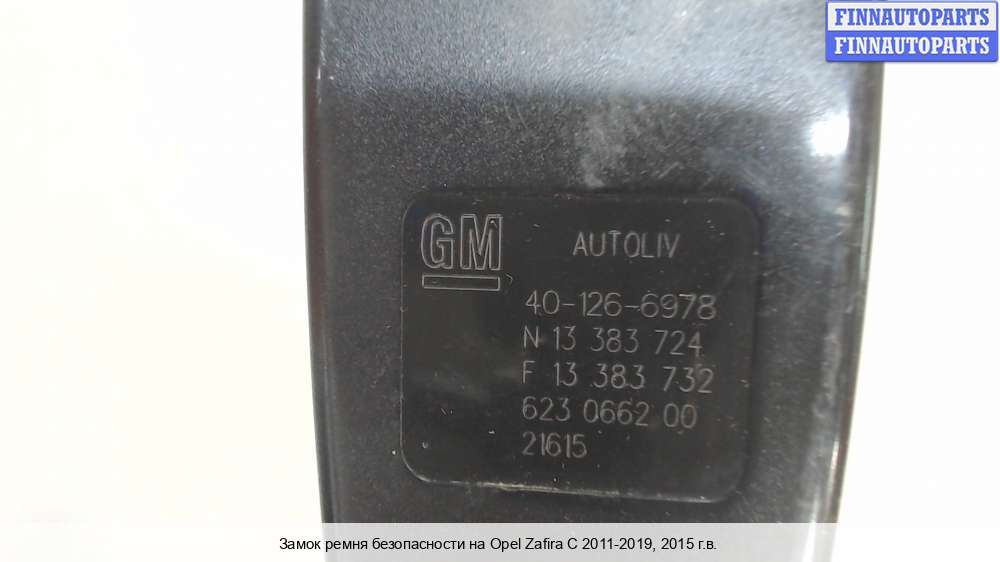 FINNAUTOPARTS
FINNAUTOPARTS
GM
AUTOLIV
40-126-6978
N 13 383 724
F 13 383 732
623 0662 00
21615
Замок ремня безопасности на Opel Zafira C 2011-2019, 2015 г.в.